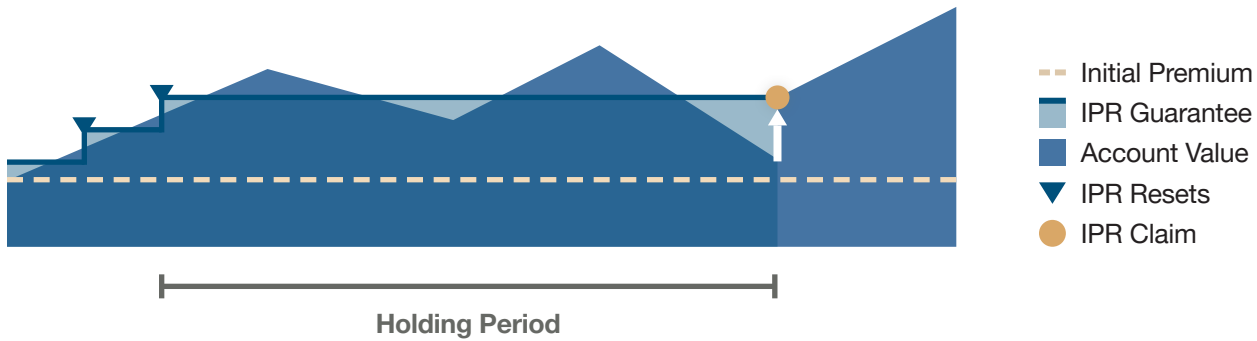 Initial Premium
IPR Guarantee
Account Value
IPR Resets
IPR Claim
Holding Period